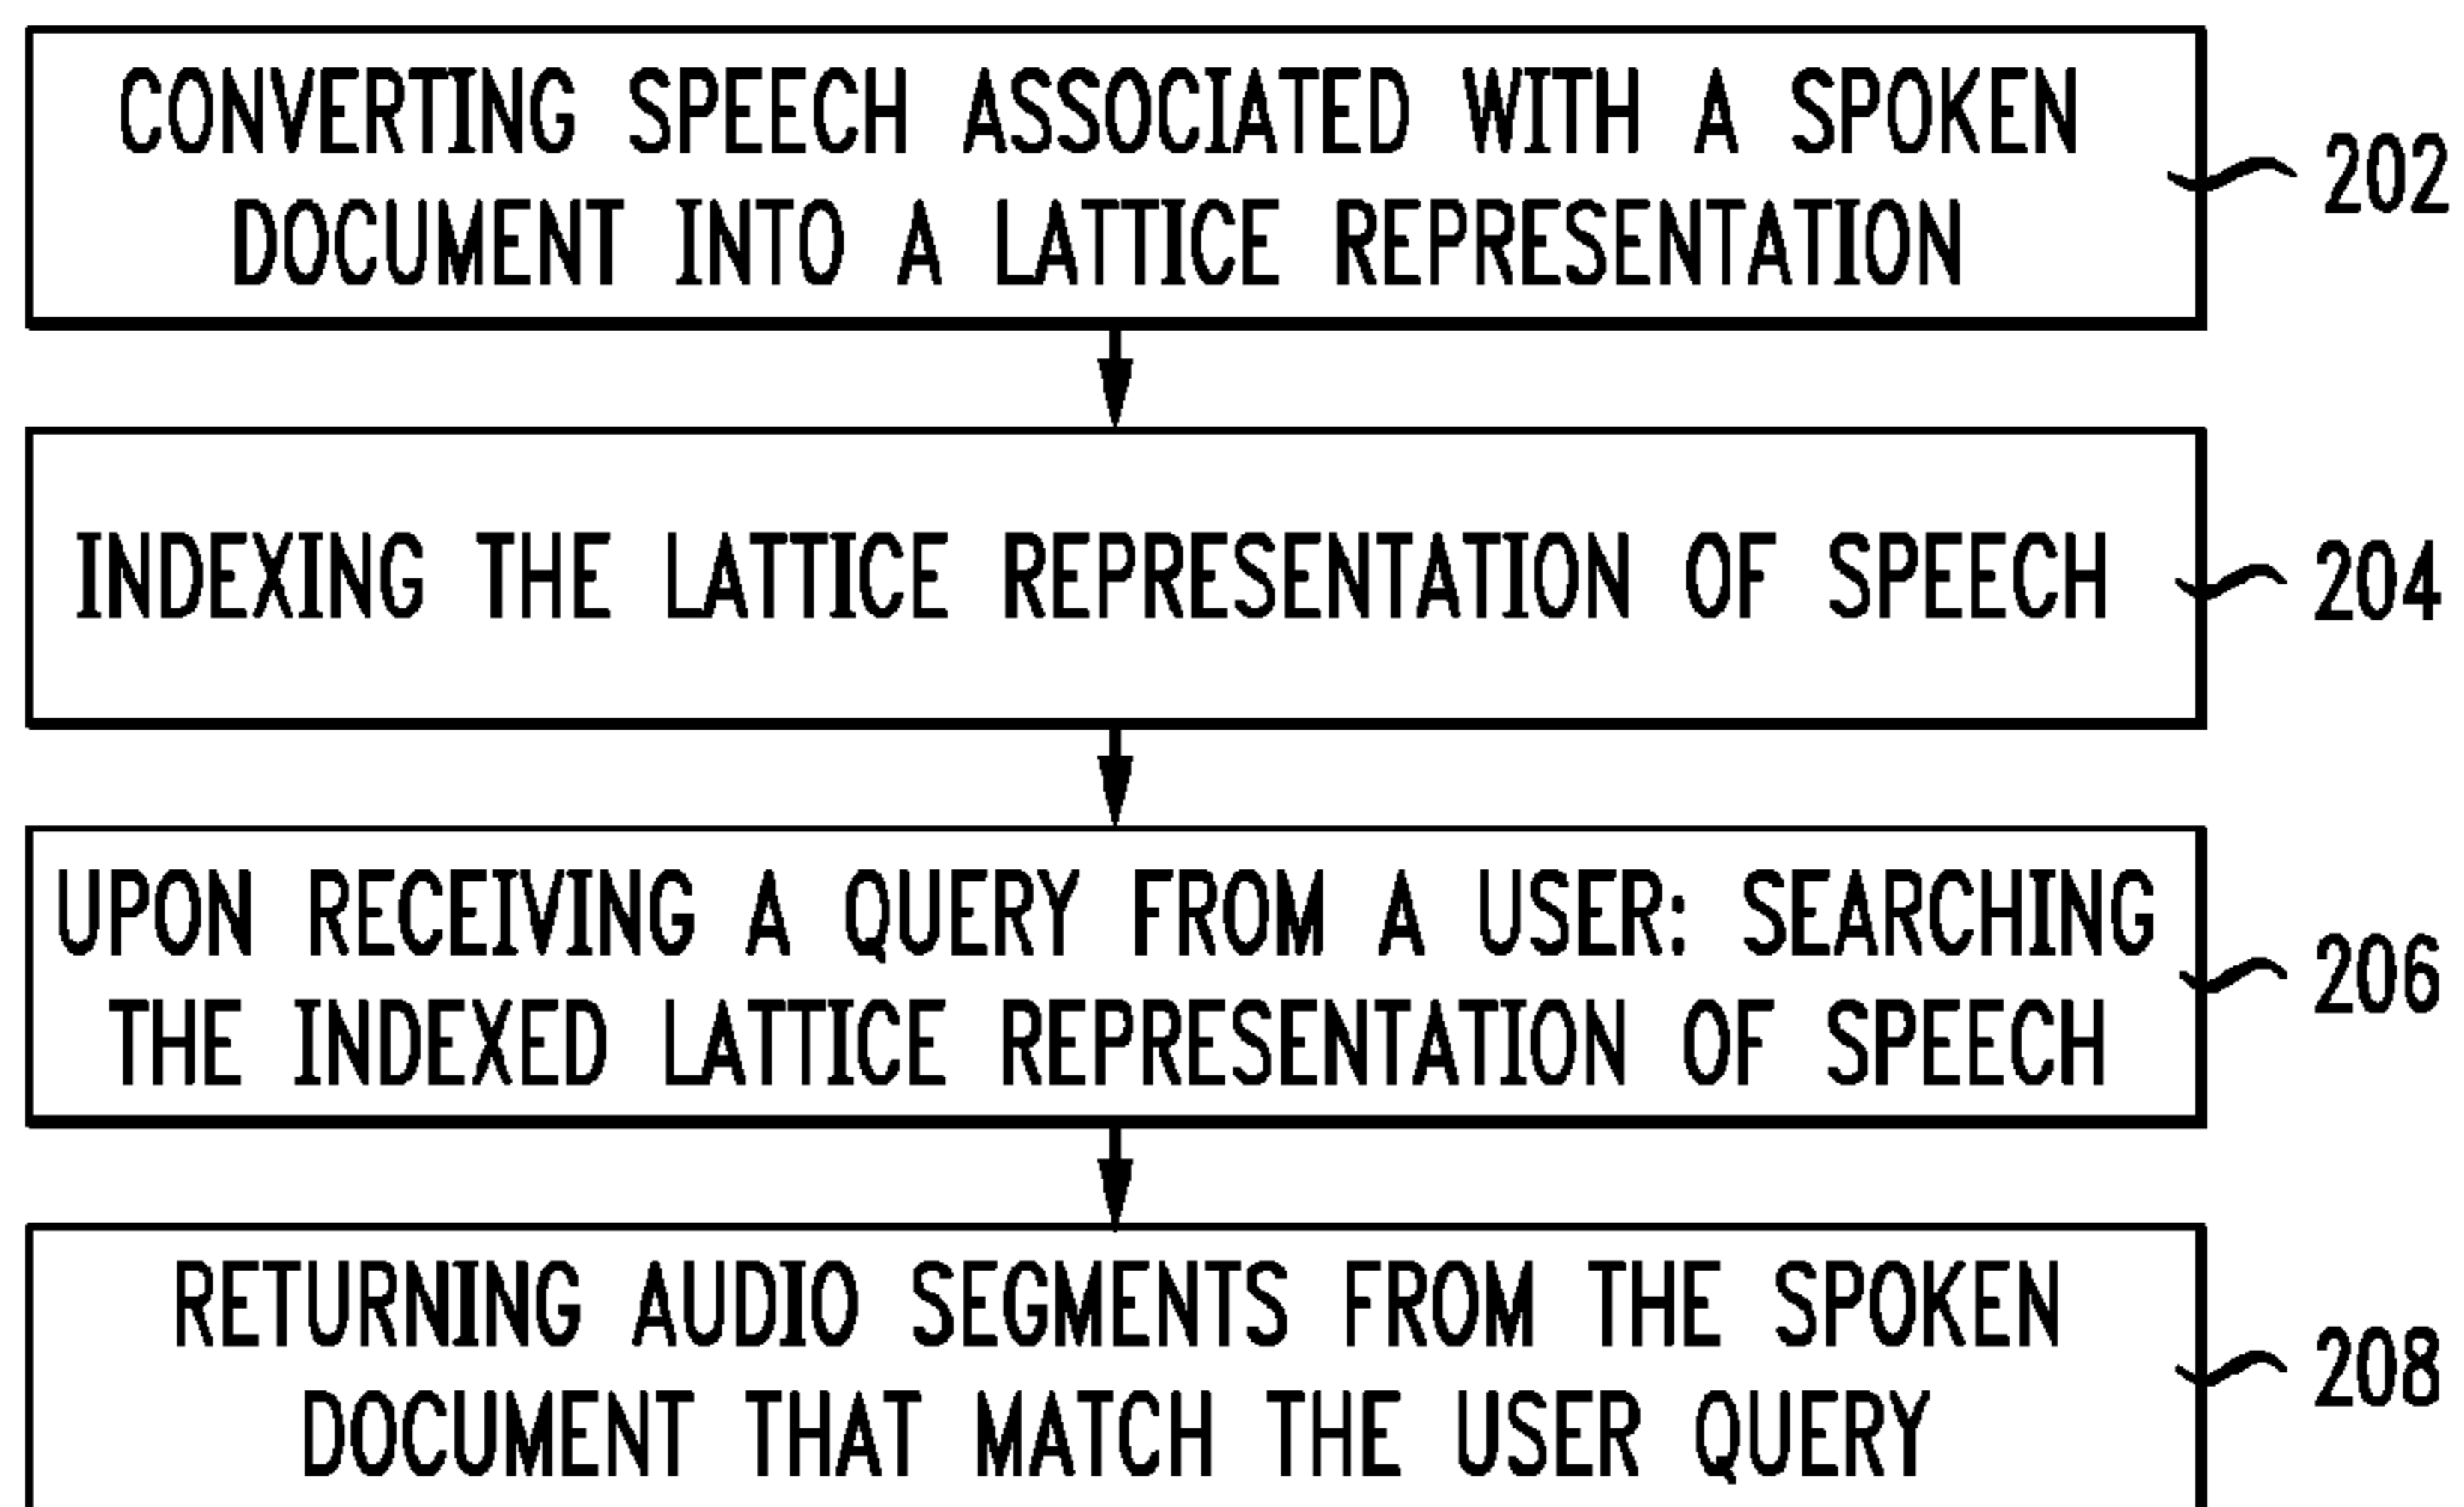 CONVERTING SPEECH ASSOCIATED WITH A SPOKEN
DOCUMENT INTO A LATTICE REPRESENTATION
202
INDEXING THE LATTICE REPRESENTATION OF SPEECH
204
UPON RECEIVING A QUERY FROM A USER: SEARCHING
THE INDEXED LATTICE REPRESENTATION OF SPEECH
206
RETURNING AUDIO SEGMENTS FROM THE SPOKEN
DOCUMENT THAT MATCH THE USER QUERY
208